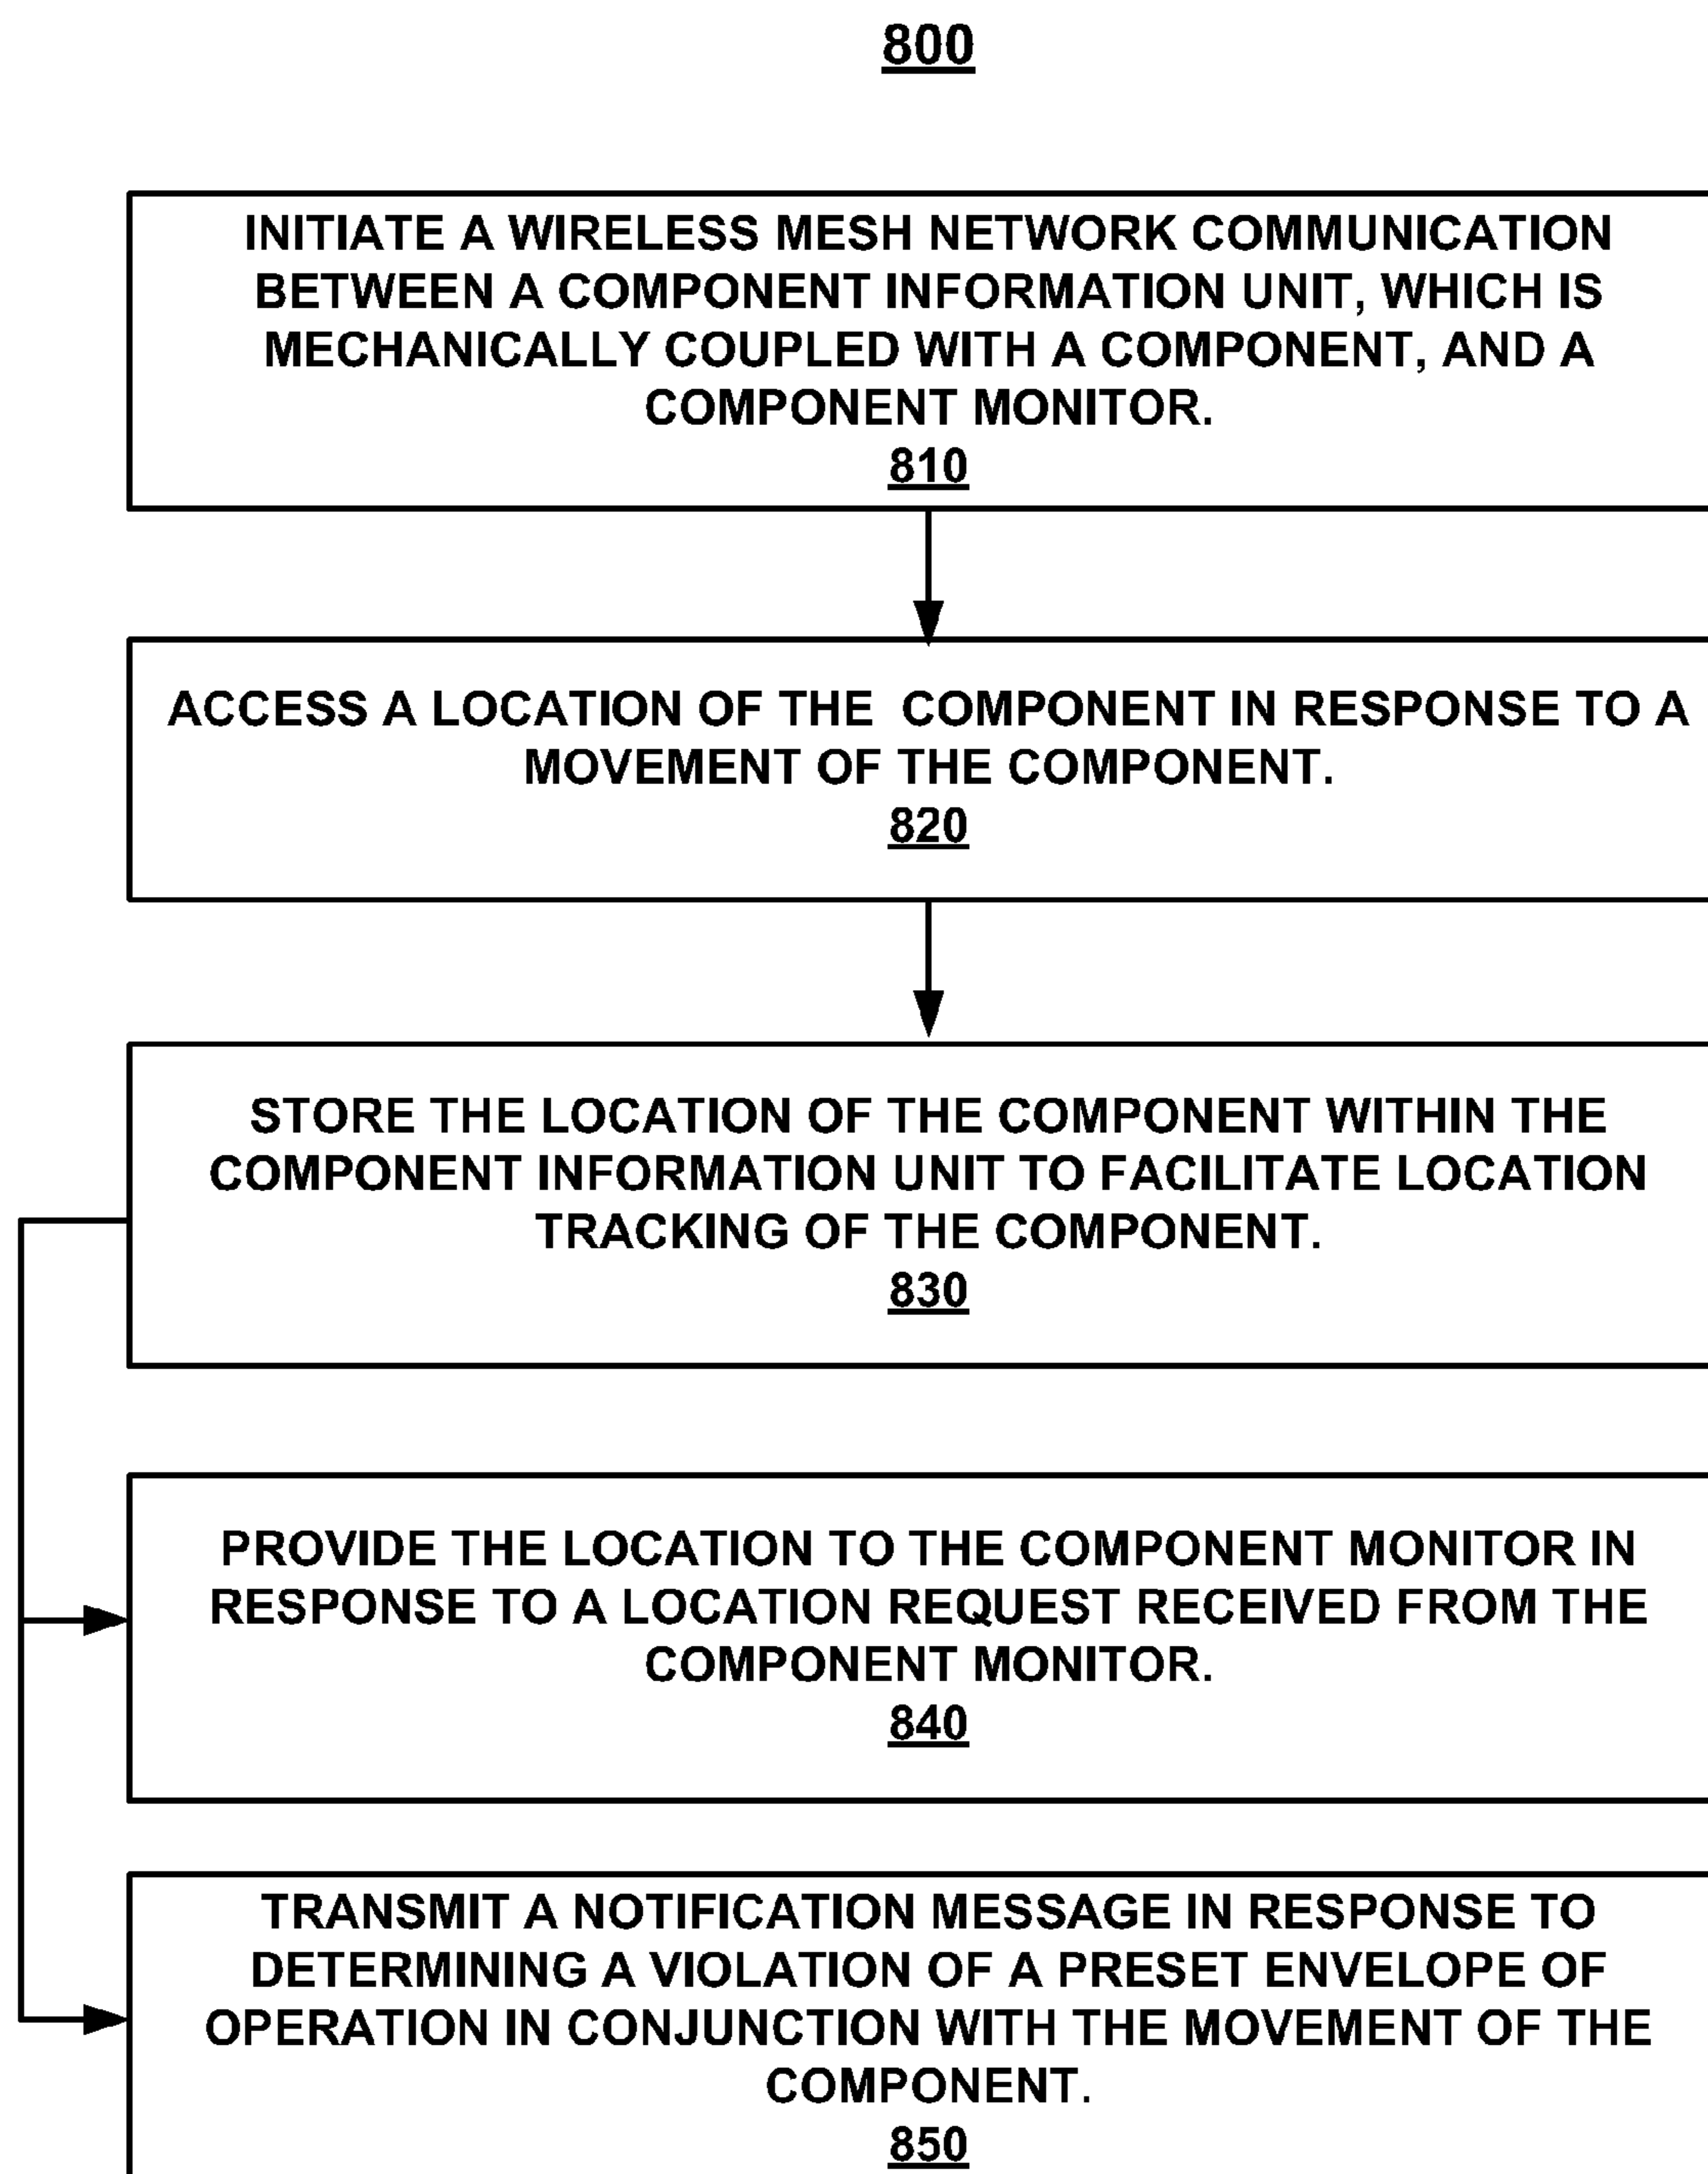 800
INITIATE A WIRELESS MESH NETWORK COMMUNICATION
BETWEEN A COMPONENT INFORMATION UNIT, WHICH IS
MECHANICALLY COUPLED WITH A COMPONENT, AND A
COMPONENT MONITOR.
810
ACCESS A LOCATION OF THE COMPONENT IN RESPONSE TO A
MOVEMENT OF THE COMPONENT.
820
STORE THE LOCATION OF THE COMPONENT WITHIN THE
COMPONENT INFORMATION UNIT TO FACILITATE LOCATION
TRACKING OF THE COMPONENT.
830
PROVIDE THE LOCATION TO THE COMPONENT MONITOR IN
RESPONSE TO A LOCATION REQUEST RECEIVED FROM THE
COMPONENT MONITOR.
840
TRANSMIT A NOTIFICATION MESSAGE IN RESPONSE TO
DETERMINING A VIOLATION OF A PRESET ENVELOPE OF
OPERATION IN CONJUNCTION WITH THE MOVEMENT OF THE
COMPONENT.
850